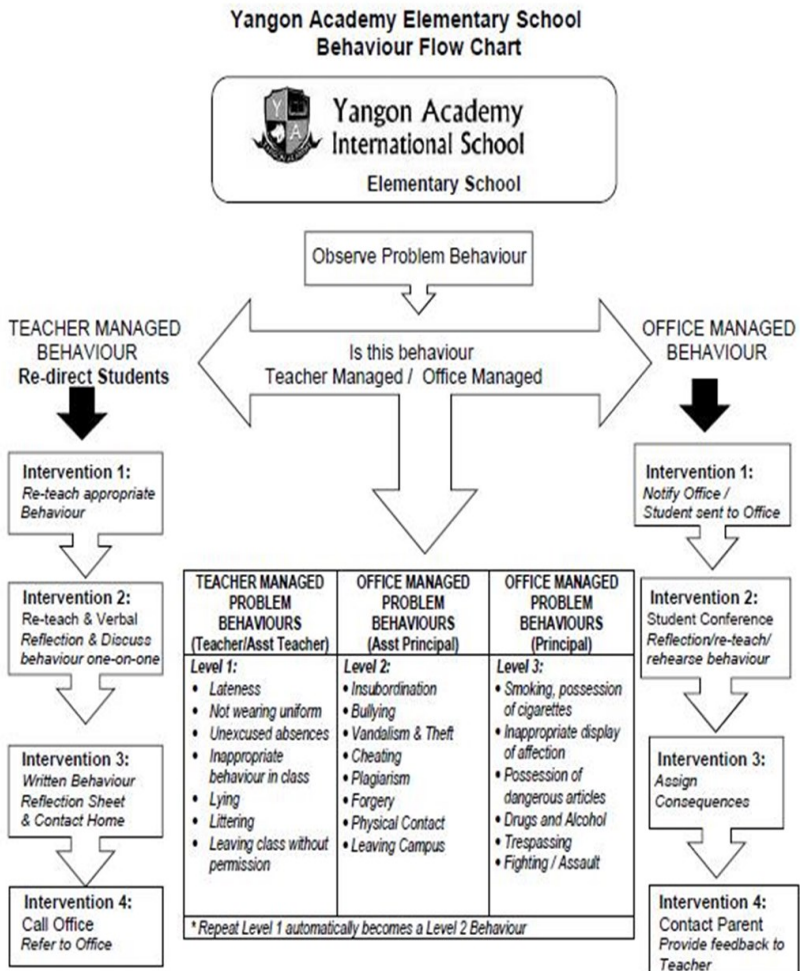 Yangon Academy Elementary School
Behaviour Flow Chart
Y
A
Yangon Academy
International School
Elementary School
Observe Problem Behaviour
Is this behaviour
Teacher Managed / Office Managed
TEACHER MANAGED
BEHAVIOUR
Re-direct Students
Intervention 1:
Re-teach appropriate
Behaviour
Intervention 2:
Re-teach & Verbal
Reflection & Discuss
behaviour one-on-one
Intervention 3:
Written Behaviour
Reflection Sheet
& Contact Home
Intervention 4:
Call Office
Refer to Office
TEACHER MANAGED
PROBLEM
BEHAVIOURS
(Teacher/Asst Teacher)
Level 1:
• Lateness
• Not wearing uniform
• Unexcused absences
• Inappropriate
behaviour in class
• Lying
• Littering
• Leaving class without
permission
OFFICE MANAGED
PROBLEM
BEHAVIOURS
(Asst Principal)
Level 2:
• Insubordination
• Bullying
• Vandalism & Theft
• Cheating
• Plagiarism
• Forgery
• Physical Contact
• Leaving Campus
OFFICE MANAGED
PROBLEM
BEHAVIOURS
(Principal)
Level 3:
• Smoking, possession
of cigarettes
• Inappropriate display
of affection
• Possession of
dangerous articles
• Drugs and Alcohol
• Trespassing
• Fighting / Assault
* Repeat Level 1 automatically becomes a Level 2 Behaviour
OFFICE MANAGED
BEHAVIOUR
Intervention 1:
Notify Office /
Student sent to Office
Intervention 2:
Student Conference
Reflection/re-teach/
rehearse behaviour
Intervention 3:
Assign
Consequences
Intervention 4:
Contact Parent
Provide feedback to
Teacher